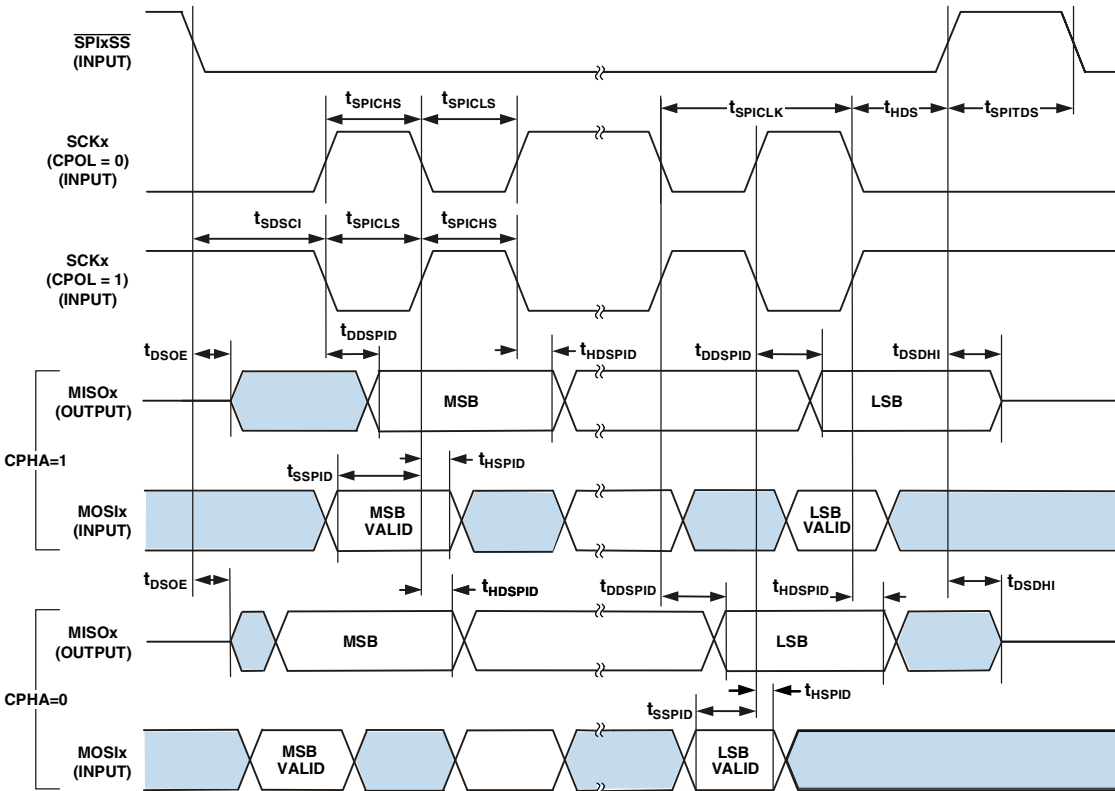 SPIxSS
(INPUT)
tSPICHS tSPICLS tSPICLK tHDS tSPITDS
SCKx
(CPOL = 0)
(INPUT)
tSDSCI tSPICLS tSPICHS
SCKx
(CPOL = 1)
(INPUT)
tDSOE tDDSPID tHDSPID tDDSPID tDSDHI
CPHA=1
MISOx
(OUTPUT)
MSB LSB
tSSPID tHSPID
MOSIx
(INPUT)
MSB
VALID
LSB
VALID
tDSOE tHDSPID tDDSPID tHDSPID tDSDHI
CPHA=0
MISOx
(OUTPUT)
MSB LSB
tHSPID
tSSPID
MOSIx
(INPUT)
MSB
VALID
LSB
VALID